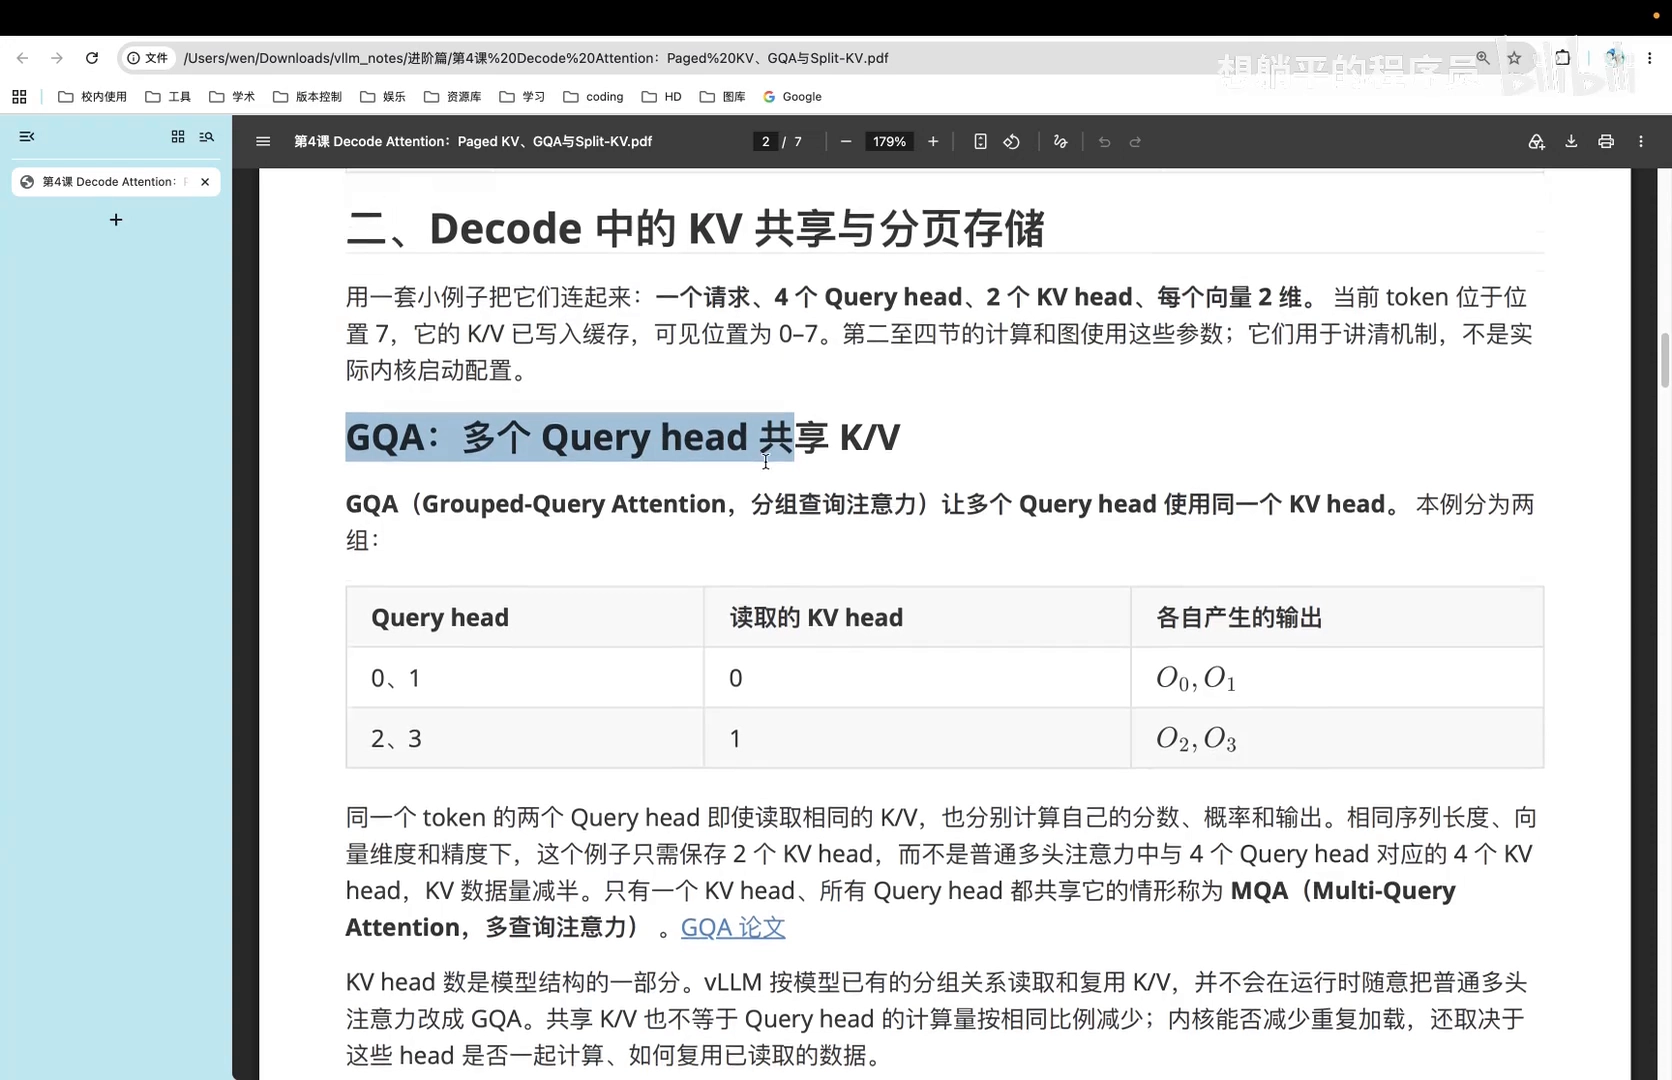 文件
/Users/wen/Downloads/vllm_notes/进阶篇/第4课%20Decode%20Attention：Paged%20KV、GQA与Split-KV.pdf
想躺平的程序员
bilibili
校内使用
工具
学术
版本控制
娱乐
资源库
学习
coding
HD
图库
Google
第4课 Decode Attention：Paged KV、GQA与Split-KV.pdf
2 / 7
179%
第4课 Decode Attention：
二、Decode 中的 KV 共享与分页存储
用一套小例子把它们连起来：一个请求、4 个 Query head、2 个 KV head、每个向量 2 维。 当前 token 位于位
置 7，它的 K/V 已写入缓存，可见位置为 0–7。第二至四节的计算和图使用这些参数；它们用于讲清机制，不是实
际内核启动配置。
GQA：多个 Query head 共享 K/V
GQA（Grouped-Query Attention，分组查询注意力）让多个 Query head 使用同一个 KV head。 本例分为两
组：
Query head 读取的 KV head 各自产生的输出
0、1 0 O₀, O₁
2、3 1 O₂, O₃
同一个 token 的两个 Query head 即使读取相同的 K/V，也分别计算自己的分数、概率和输出。相同序列长度、向
量维度和精度下，这个例子只需保存 2 个 KV head，而不是普通多头注意力中与 4 个 Query head 对应的 4 个 KV
head，KV 数据量减半。只有一个 KV head、所有 Query head 都共享它的情形称为 MQA（Multi-Query
Attention，多查询注意力） 。GQA 论文
KV head 数是模型结构的一部分。vLLM 按模型已有的分组关系读取和复用 K/V，并不会在运行时随意把普通多头
注意力改成 GQA。共享 K/V 也不等于 Query head 的计算量按相同比例减少；内核能否减少重复加载，还取决于
这些 head 是否一起计算、如何复用已读取的数据。